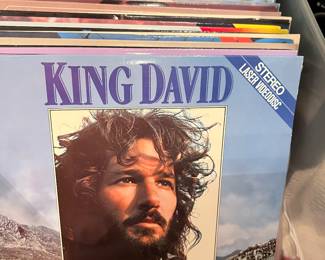 KING DAVID
STEREO
LASER VIDEODISC